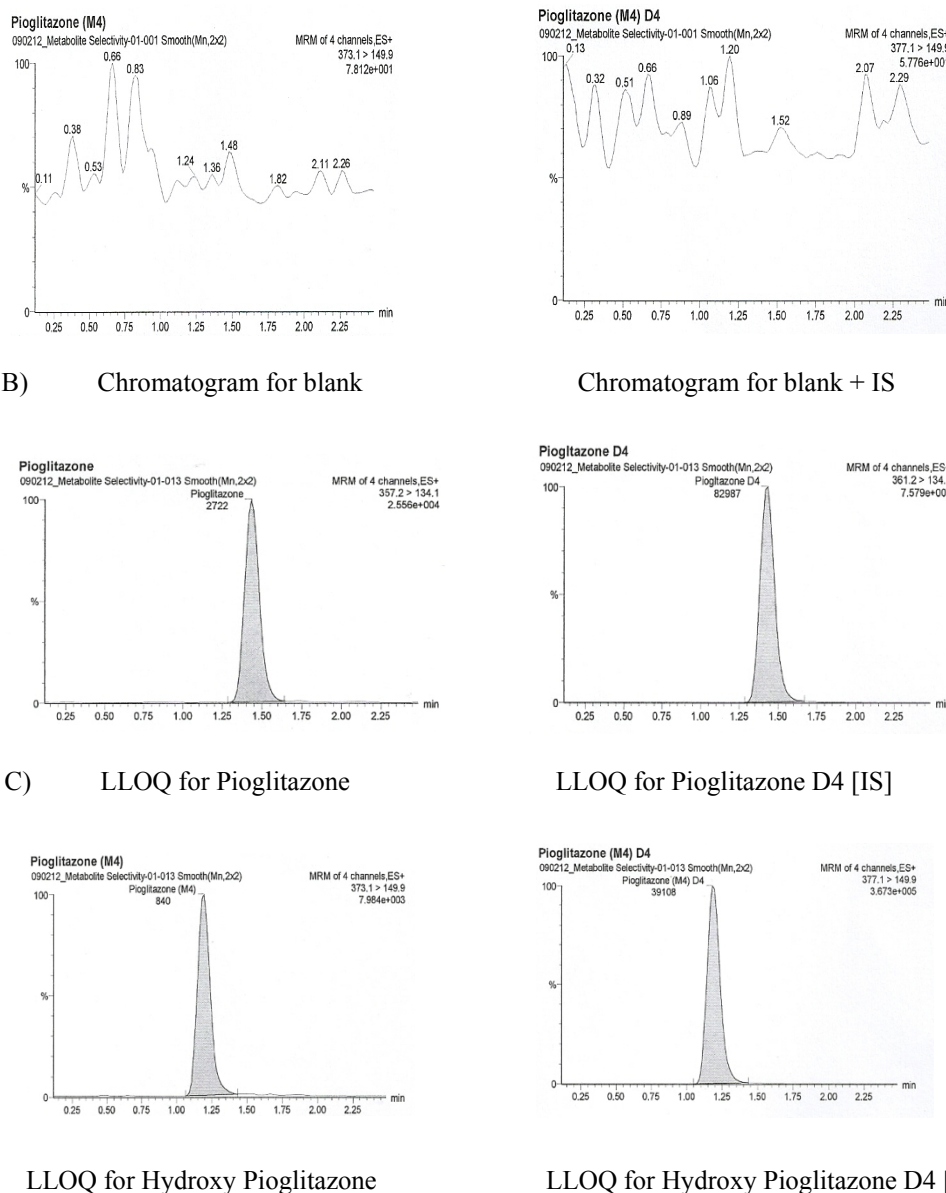 Pioglitazone (M4)
090212_Metabolite Selectivity-01-001 Smooth(Mn,2x2)
MRM of 4 channels,ES+
373.1 > 149.9
7.812e+001
100
%
0
0.11
0.38
0.53
0.66
0.83
1.24
1.36
1.48
1.82
2.11
2.26
0.25 0.50 0.75 1.00 1.25 1.50 1.75 2.00 2.25 min
Pioglitazone (M4) D4
090212_Metabolite Selectivity-01-001 Smooth(Mn,2x2)
MRM of 4 channels,ES+
377.1 > 149.9
5.776e+00
100
%
0
0.13
0.32
0.51
0.66
0.89
1.06
1.20
1.52
2.07
2.29
0.25 0.50 0.75 1.00 1.25 1.50 1.75 2.00 2.25 min
B) Chromatogram for blank
Chromatogram for blank + IS
Pioglitazone
090212_Metabolite Selectivity-01-013 Smooth(Mn,2x2)
MRM of 4 channels,ES+
Pioglitazone
357.2 > 134.1
2722
2.556e+004
100
%
0
0.25 0.50 0.75 1.00 1.25 1.50 1.75 2.00 2.25 min
Piogltazone D4
090212_Metabolite Selectivity-01-013 Smooth(Mn,2x2)
MRM of 4 channels,ES+
Piogltazone D4
361.2 > 134.
82987
7.579e+00
100
%
0
0.25 0.50 0.75 1.00 1.25 1.50 1.75 2.00 2.25 min
C) LLOQ for Pioglitazone
LLOQ for Pioglitazone D4 [IS]
Pioglitazone (M4)
090212_Metabolite Selectivity-01-013 Smooth(Mn,2x2)
MRM of 4 channels,ES+
Pioglitazone (M4)
373.1 > 149.9
840
7.984e+003
100
%
0
0.25 0.50 0.75 1.00 1.25 1.50 1.75 2.00 2.25 min
Pioglitazone (M4) D4
090212_Metabolite Selectivity-01-013 Smooth(Mn,2x2)
MRM of 4 channels,ES+
Pioglitazone (M4) D4
377.1 > 149.9
39108
3.673e+005
100
%
0
0.25 0.50 0.75 1.00 1.25 1.50 1.75 2.00 2.25 min
LLOQ for Hydroxy Pioglitazone
LLOQ for Hydroxy Pioglitazone D4 [